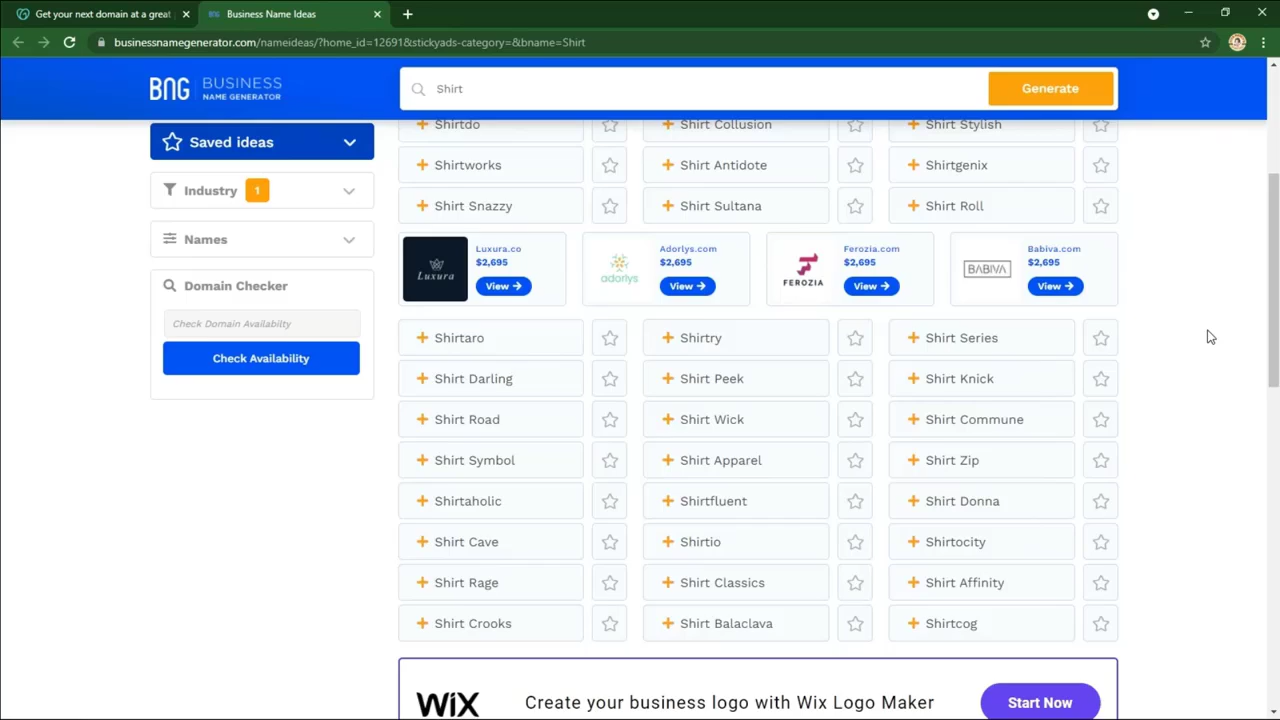 Get your next domain at a great
Business Name Ideas
businessnamegenerator.com/nameideas/?home_id=12691&stickyads-category=&bname=Shirt
BNG BUSINESS
NAME GENERATOR
Shirt
Generate
Saved ideas
Industry 1
Names
Domain Checker
Check Domain Availabilty
Check Availability
Shirtdo Shirt Collusion Shirt Stylish
Shirtworks Shirt Antidote Shirtgenix
Shirt Snazzy Shirt Sultana Shirt Roll
Luxura Luxura.co
$2,695
View
adorlys Adorlys.com
$2,695
View
FEROZIA Ferozia.com
$2,695
View
BABIVA Babiva.com
$2,695
View
Shirtaro Shirtry Shirt Series
Shirt Darling Shirt Peek Shirt Knick
Shirt Road Shirt Wick Shirt Commune
Shirt Symbol Shirt Apparel Shirt Zip
Shirtaholic Shirtfluent Shirt Donna
Shirt Cave Shirtio Shirtocity
Shirt Rage Shirt Classics Shirt Affinity
Shirt Crooks Shirt Balaclava Shirtcog
WIX Create your business logo with Wix Logo Maker Start Now